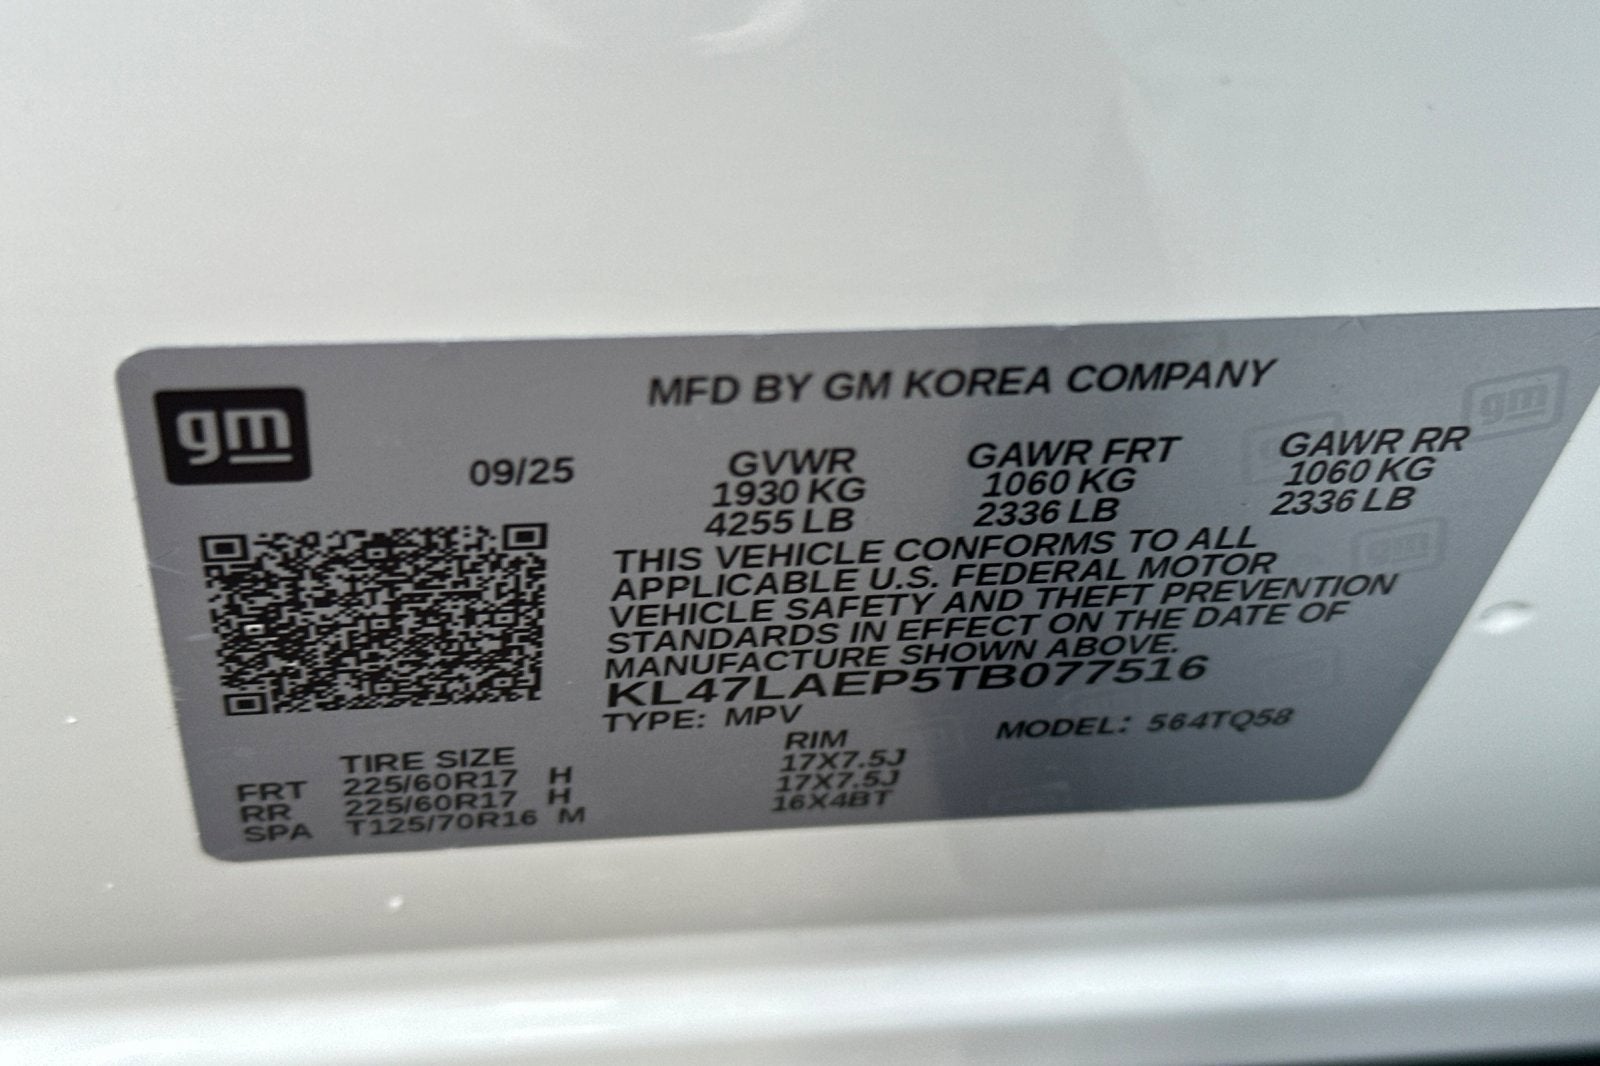 gm
MFD BY GM KOREA COMPANY
09/25 GVWR GAWR FRT GAWR RR
1930 KG 1060 KG 1060 KG
4255 LB 2336 LB 2336 LB
THIS VEHICLE CONFORMS TO ALL
APPLICABLE U.S. FEDERAL MOTOR
VEHICLE SAFETY AND THEFT PREVENTION
STANDARDS IN EFFECT ON THE DATE OF
MANUFACTURE SHOWN ABOVE.
KL47LAEP5TB077516
TYPE: MPV MODEL: 564TQ58
TIRE SIZE RIM
FRT 225/60R17 H 17X7.5J
RR 225/60R17 H 17X7.5J
SPA T125/70R16 M 16X4BT